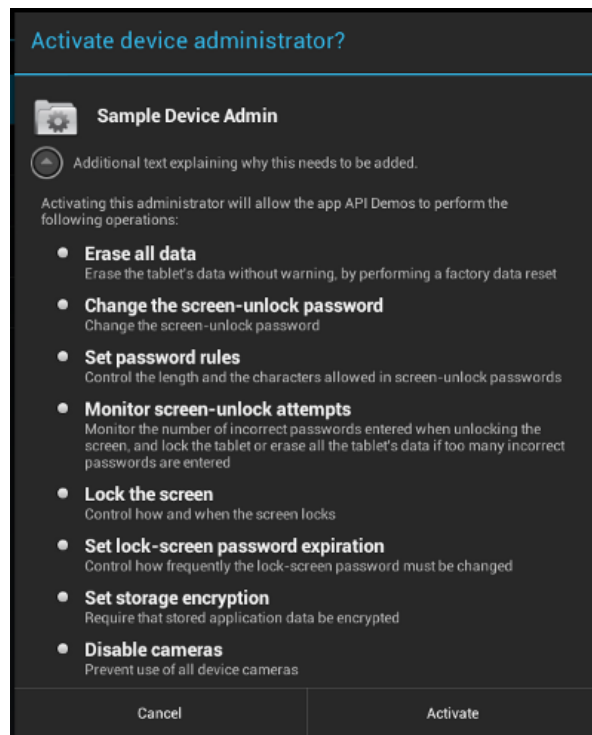 Activate device administrator?
Sample Device Admin
Additional text explaining why this needs to be added.
Activating this administrator will allow the app API Demos to perform the
following operations:
Erase all data
Erase the tablet's data without warning, by performing a factory data reset
Change the screen-unlock password
Change the screen-unlock password
Set password rules
Control the length and the characters allowed in screen-unlock passwords
Monitor screen-unlock attempts
Monitor the number of incorrect passwords entered when unlocking the
screen, and lock the tablet or erase all the tablet's data if too many incorrect
passwords are entered
Lock the screen
Control how and when the screen locks
Set lock-screen password expiration
Control how frequently the lock-screen password must be changed
Set storage encryption
Require that stored application data be encrypted
Disable cameras
Prevent use of all device cameras
Cancel
Activate